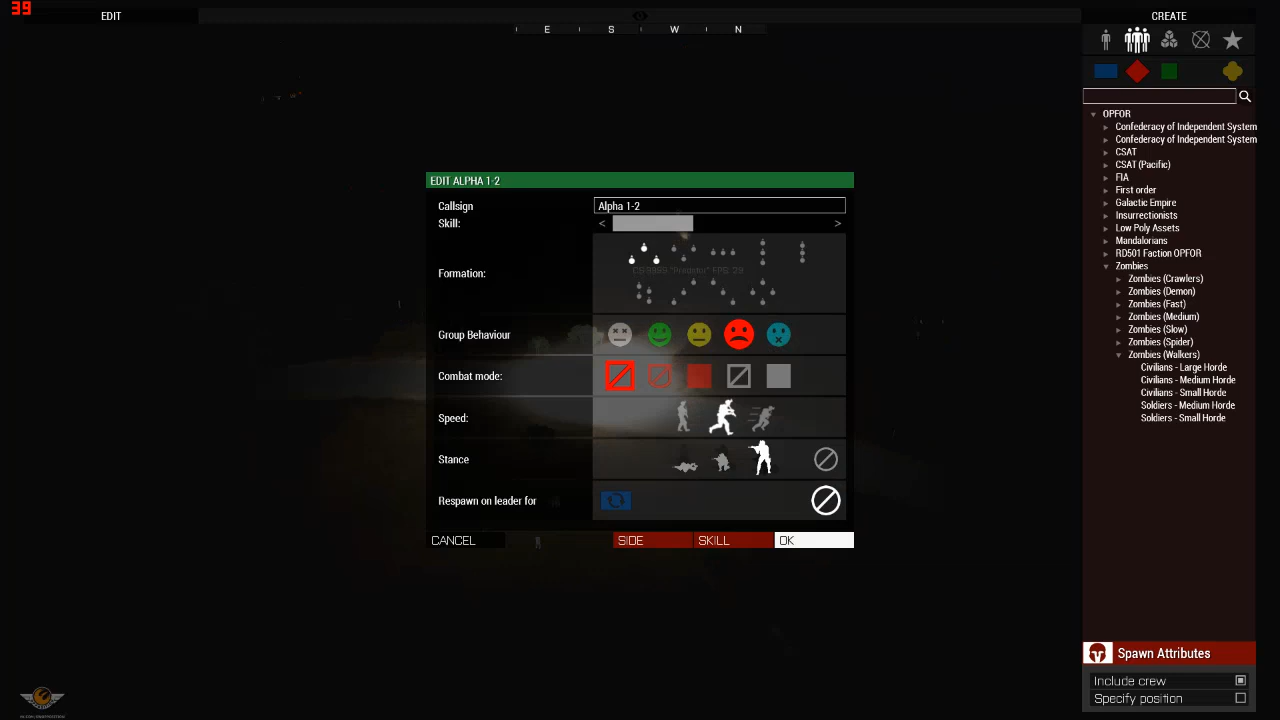 39
EDIT
CREATE
E S W N
OPFOR
Confederacy of Independent System
Confederacy of Independent System
CSAT
CSAT (Pacific)
FIA
First order
Galactic Empire
Insurrectionists
Low Poly Assets
Mandalorians
RD501 Faction OPFOR
Zombies
Zombies (Crawlers)
Zombies (Demon)
Zombies (Fast)
Zombies (Medium)
Zombies (Slow)
Zombies (Spider)
Zombies (Walkers)
Civilians - Large Horde
Civilians - Medium Horde
Civilians - Small Horde
Soldiers - Medium Horde
Soldiers - Small Horde
EDIT ALPHA 1-2
Callsign
Alpha 1-2
Skill:
< >
Formation:
Group Behaviour
Combat mode:
Speed:
Stance
Respawn on leader for
CANCEL
SIDE
SKILL
OK
Spawn Attributes
Include crew
Specify position